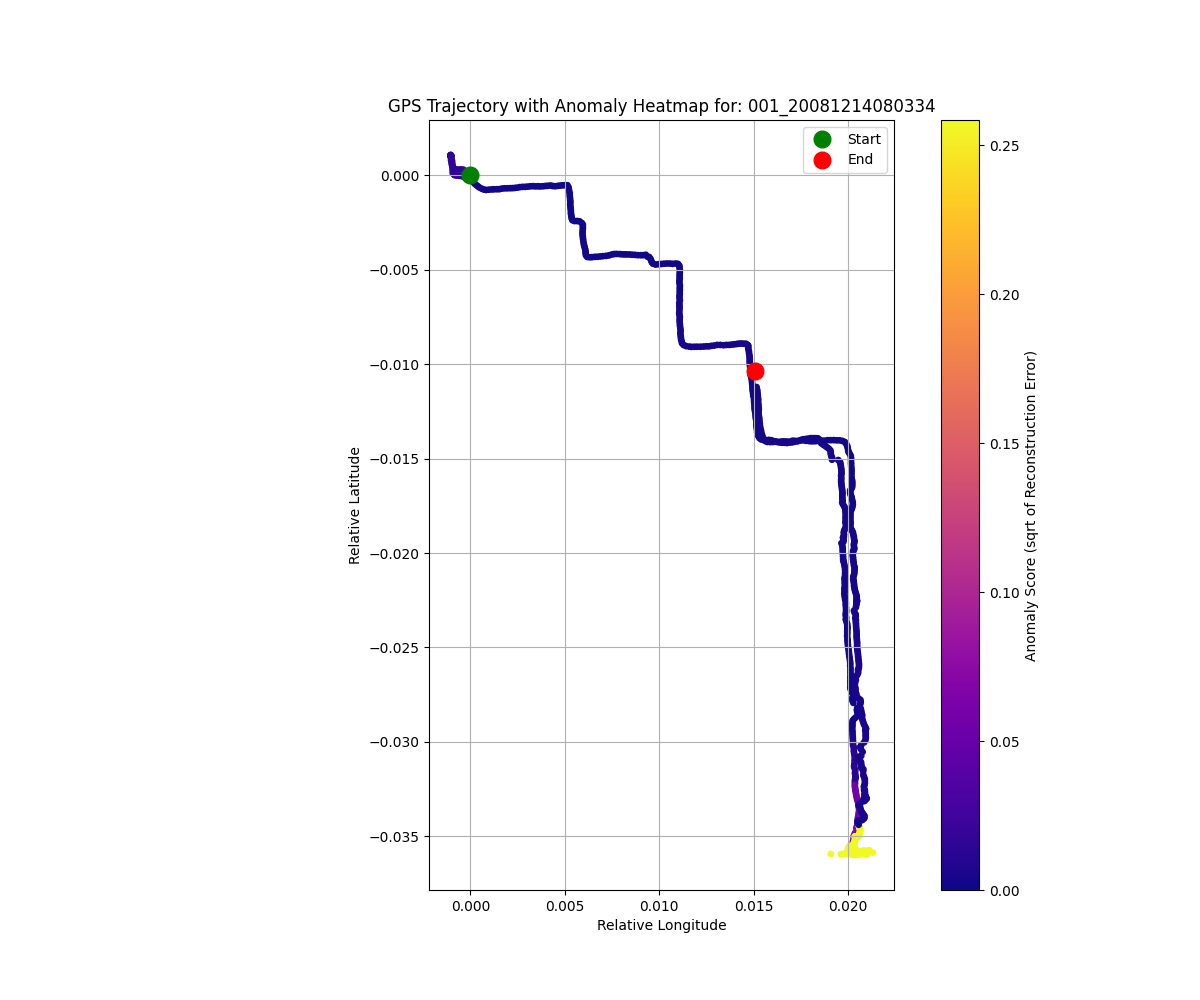 GPS Trajectory with Anomaly Heatmap for: 001_20081214080334
Start
End
0.000
−0.005
−0.010
−0.015
−0.020
−0.025
−0.030
−0.035
Relative Latitude
0.000 0.005 0.010 0.015 0.020
Relative Longitude
0.25
0.20
0.15
0.10
0.05
0.00
Anomaly Score (sqrt of Reconstruction Error)